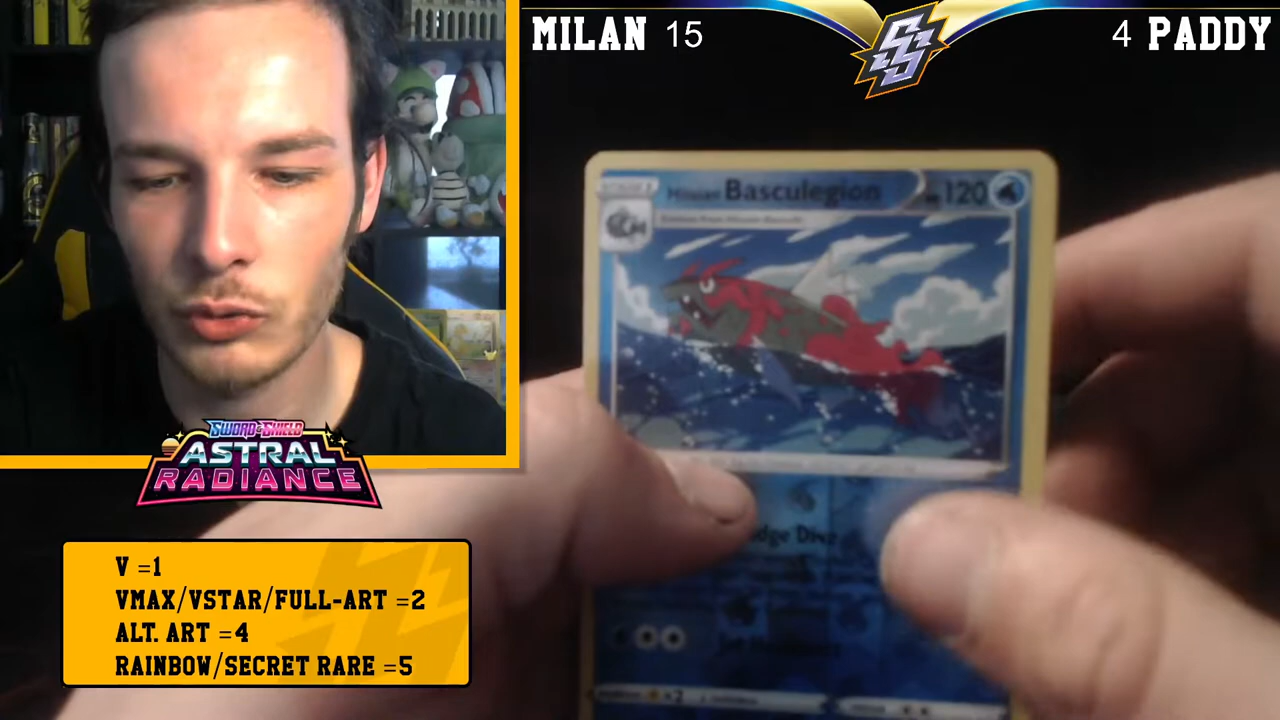 MILAN 15
4 PADDY
Hisuian Basculegion 120
SWORD & SHIELD
ASTRAL
RADIANCE
V =1
VMAX/VSTAR/FULL-ART =2
ALT. ART =4
RAINBOW/SECRET RARE =5
×2